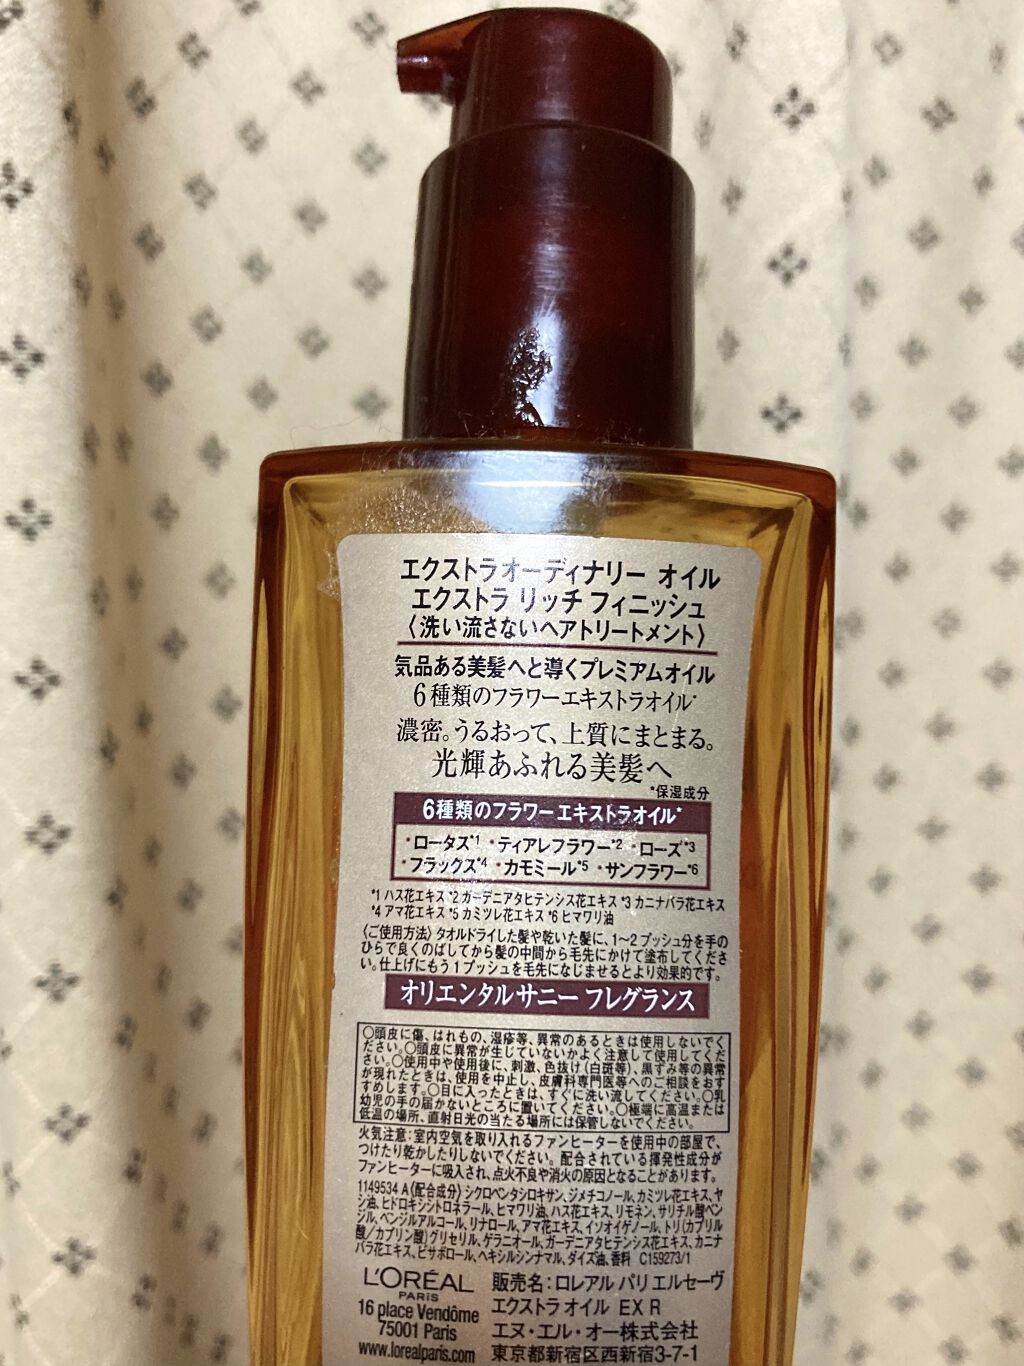 エクストラオーディナリー オイル
エクストラ リッチ フィニッシュ
〈洗い流さないヘアトリートメント〉
気品ある美髪へと導くプレミアムオイル
6種類のフラワーエキストラオイル*
濃密。うるおって、上質にまとまる。
光輝あふれる美髪へ
*保湿成分
6種類のフラワーエキストラオイル*
・ロータス*1 ・ティアレフラワー*2 ・ローズ*3
・フラックス*4 ・カモミール*5 ・サンフラワー*6
*1 ハス花エキス *2 ガーデニアタヒテンシス花エキス *3 カニナバラ花エキス
*4 アマ花エキス *5 カミツレ花エキス *6 ヒマワリ油
〈ご使用方法〉タオルドライした髪や乾いた髪に、1~2プッシュ分を手の
ひらで良くのばしてから髪の中間から毛先にかけて塗布してくださ
い。仕上げにもう1プッシュを毛先になじませるとより効果的です。
オリエンタルサニー フレグランス
○頭皮に傷、はれもの、湿疹等、異常のあるときは使用しないでく
ださい。○頭皮に異常が生じていないかよく注意して使用してくだ
さい。○使用中や使用後に、刺激、色抜け(白斑等)、黒ずみ等の異常
が現れたときは、使用を中止し、皮膚科専門医等へのご相談をおす
すめします。○目に入ったときは、すぐに洗い流してください。○乳
幼児の手の届かないところに置いてください。○極端に高温または
低温の場所、直射日光の当たる場所には保管しないでください。
火気注意:室内空気を取り入れるファンヒーターを使用中の部屋で、
つけたり乾かしたりしないでください。配合されている揮発性成分が
ファンヒーターに吸入され、点火不良や消火の原因となることがあります。
1149534 A〈配合成分〉シクロペンタシロキサン、ジメチコノール、カミツレ花エキス、ヤ
シ油、ヒドロキシシトロネラール、ヒマワリ油、ハス花エキス、リモネン、サリチル酸ベン
ジル、ベンジルアルコール、リナロール、アマ花エキス、イソオイゲノール、トリ(カプリル
酸/カプリン酸)グリセリル、ゲラニオール、ガーデニアタヒテンシス花エキス、カニナ
バラ花エキス、ビサボロール、ヘキシルシンナマル、ダイズ油、香料 C159273/1
L'ORÉAL
PARIS
16 place Vendôme
75001 Paris
www.lorealparis.com
販売名:ロレアル パリ エルセーヴ
エクストラ オイル EX R
エヌ・エル・オー株式会社
東京都新宿区西新宿3-7-1